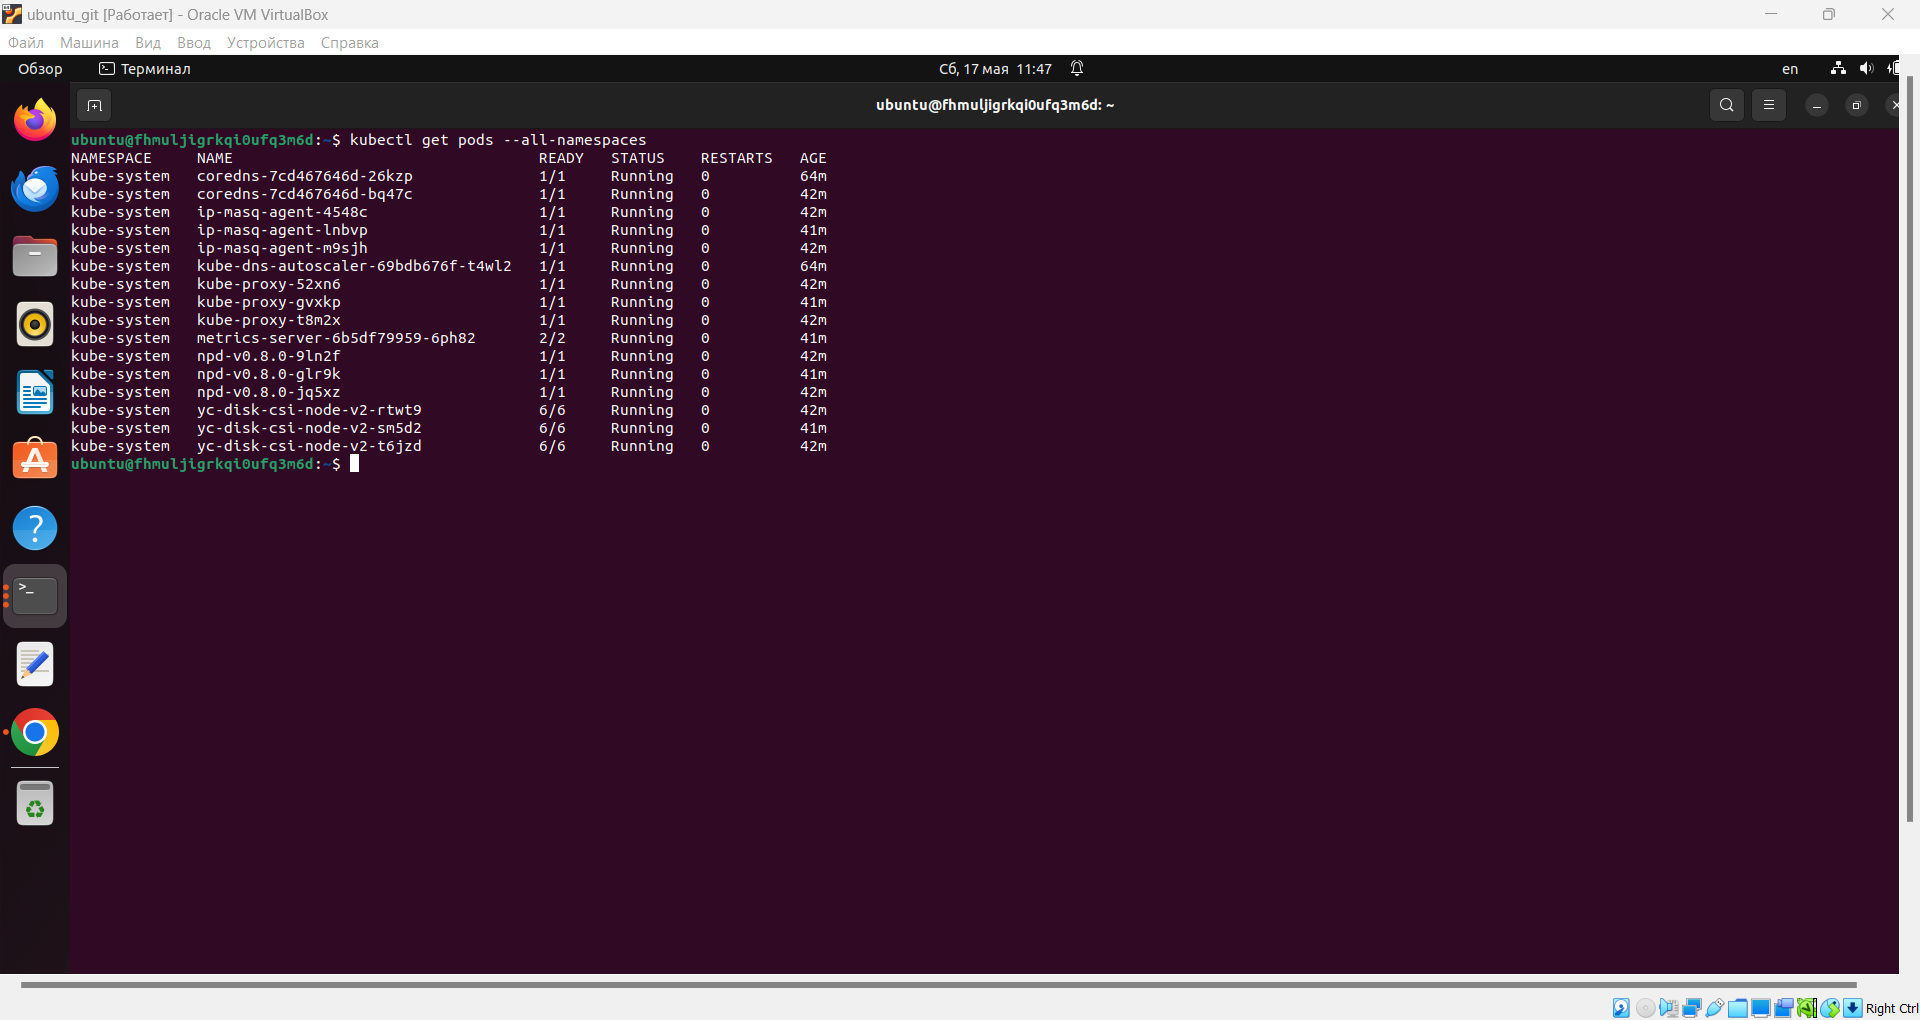 ubuntu_git [Работает] - Oracle VM VirtualBox
Файл Машина Вид Ввод Устройства Справка
Обзор Терминал Сб, 17 мая 11:47 en
ubuntu@fhmuljigrkqi0ufq3m6d: ~
ubuntu@fhmuljigrkqi0ufq3m6d:~$ kubectl get pods --all-namespaces
NAMESPACE NAME READY STATUS RESTARTS AGE
kube-system coredns-7cd467646d-26kzp 1/1 Running 0 64m
kube-system coredns-7cd467646d-bq47c 1/1 Running 0 42m
kube-system ip-masq-agent-4548c 1/1 Running 0 42m
kube-system ip-masq-agent-lnbvp 1/1 Running 0 41m
kube-system ip-masq-agent-m9sjh 1/1 Running 0 42m
kube-system kube-dns-autoscaler-69bdb676f-t4wl2 1/1 Running 0 64m
kube-system kube-proxy-52xn6 1/1 Running 0 42m
kube-system kube-proxy-gvxkp 1/1 Running 0 41m
kube-system kube-proxy-t8m2x 1/1 Running 0 42m
kube-system metrics-server-6b5df79959-6ph82 2/2 Running 0 41m
kube-system npd-v0.8.0-9ln2f 1/1 Running 0 42m
kube-system npd-v0.8.0-glr9k 1/1 Running 0 41m
kube-system npd-v0.8.0-jq5xz 1/1 Running 0 42m
kube-system yc-disk-csi-node-v2-rtwt9 6/6 Running 0 42m
kube-system yc-disk-csi-node-v2-sm5d2 6/6 Running 0 41m
kube-system yc-disk-csi-node-v2-t6jzd 6/6 Running 0 42m
ubuntu@fhmuljigrkqi0ufq3m6d:~$
Right Ctrl